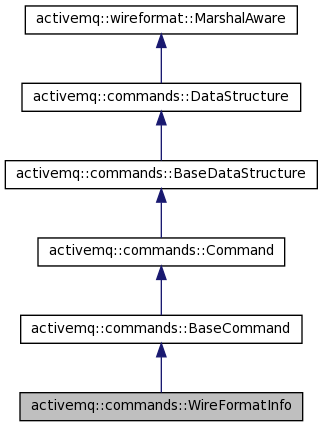 activemq::wireformat::MarshalAware
activemq::commands::DataStructure
activemq::commands::BaseDataStructure
activemq::commands::Command
activemq::commands::BaseCommand
activemq::commands::WireFormatInfo